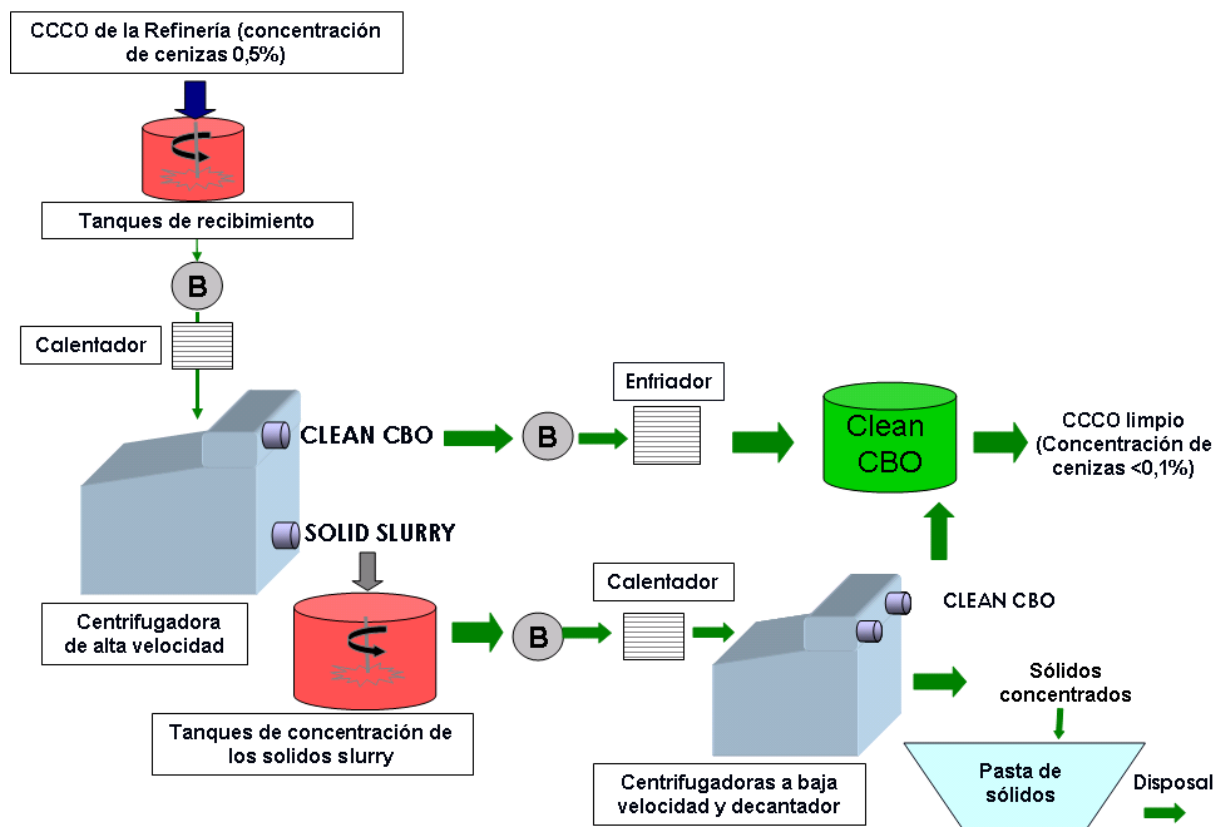 CCCO de la Refinería (concentración
de cenizas 0,5%)
Tanques de recibimiento
B
Calentador
CLEAN CBO
B
Enfriador
Clean
CBO
CCCO limpio
(Concentración de
cenizas <0,1%)
SOLID SLURRY
Centrifugadora
de alta velocidad
B
Calentador
CLEAN CBO
Tanques de concentración de
los solidos slurry
Centrifugadoras a baja
velocidad y decantador
Sólidos
concentrados
Pasta de
sólidos
Disposal